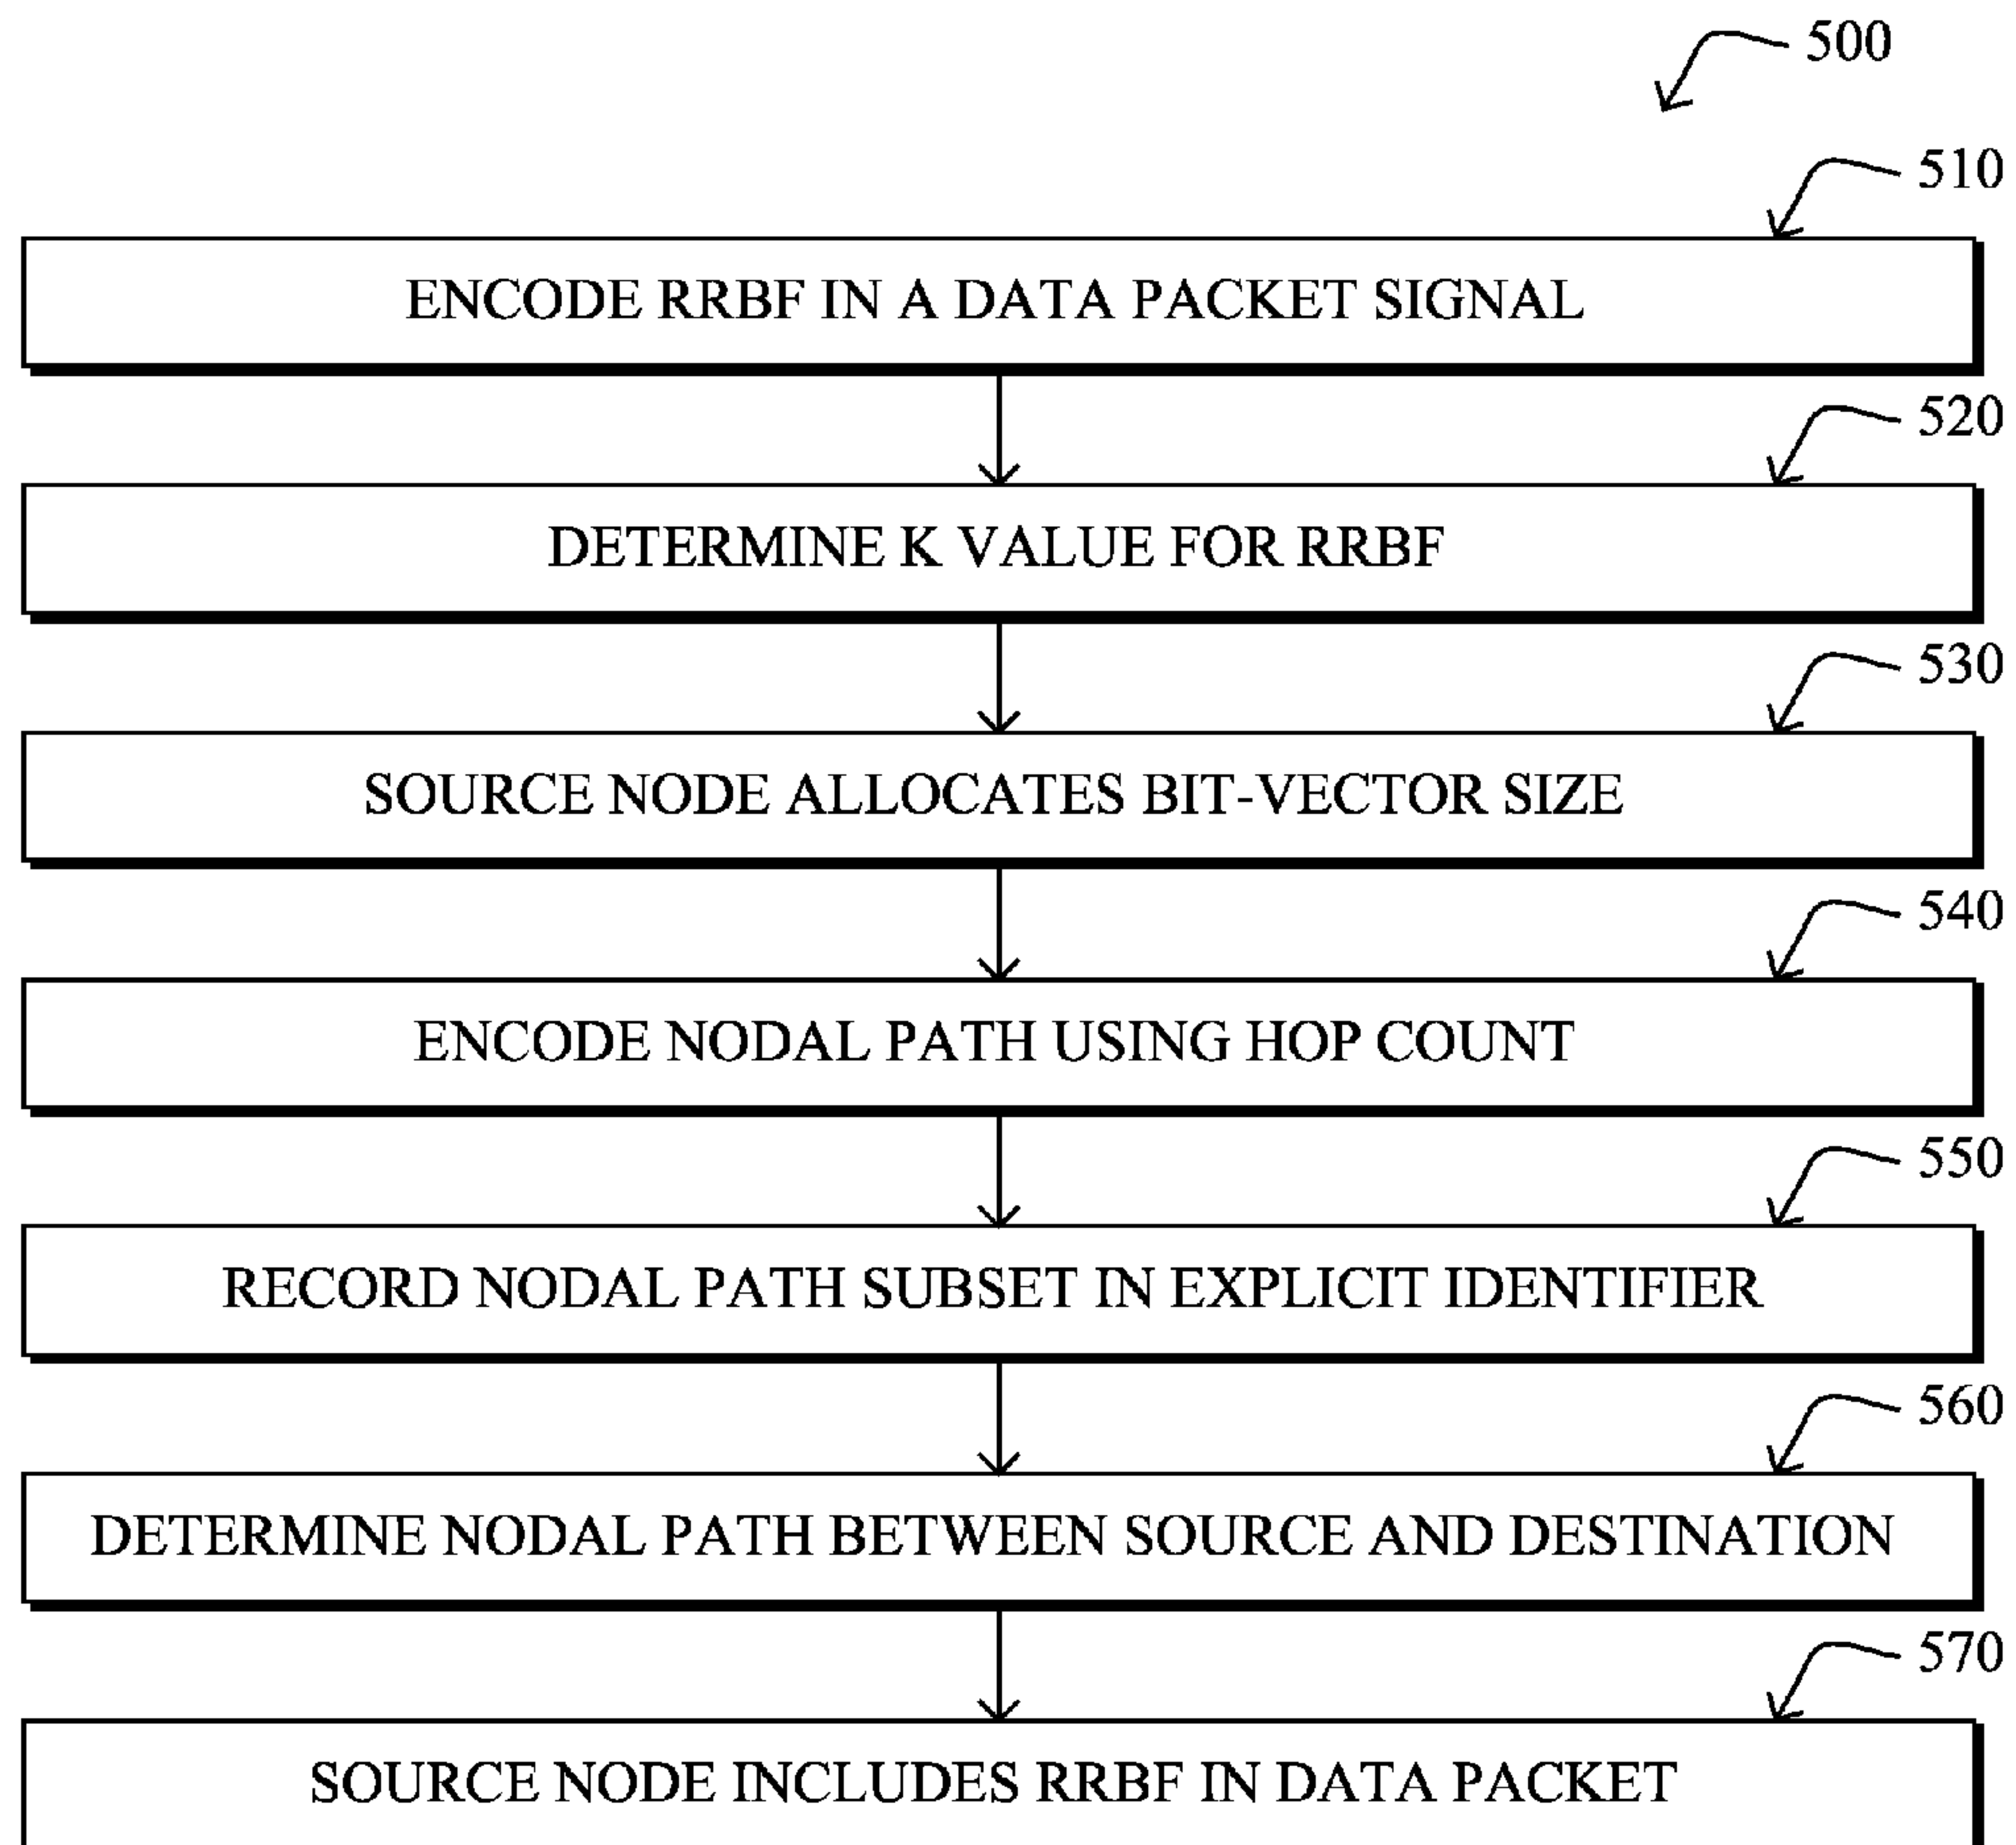 500
510
ENCODE RRBF IN A DATA PACKET SIGNAL
520
DETERMINE K VALUE FOR RRBF
530
SOURCE NODE ALLOCATES BIT-VECTOR SIZE
540
ENCODE NODAL PATH USING HOP COUNT
550
RECORD NODAL PATH SUBSET IN EXPLICIT IDENTIFIER
560
DETERMINE NODAL PATH BETWEEN SOURCE AND DESTINATION
570
SOURCE NODE INCLUDES RRBF IN DATA PACKET